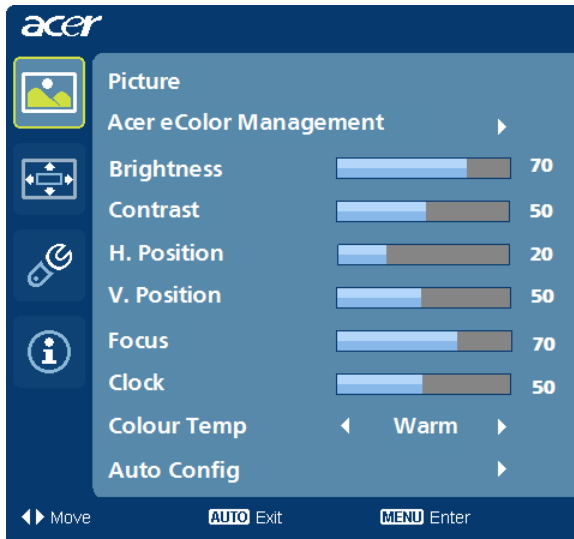 acer
Picture
Acer eColor Management
Brightness 70
Contrast 50
H. Position 20
V. Position 50
Focus 70
Clock 50
Colour Temp Warm
Auto Config
Move AUTO Exit MENU Enter